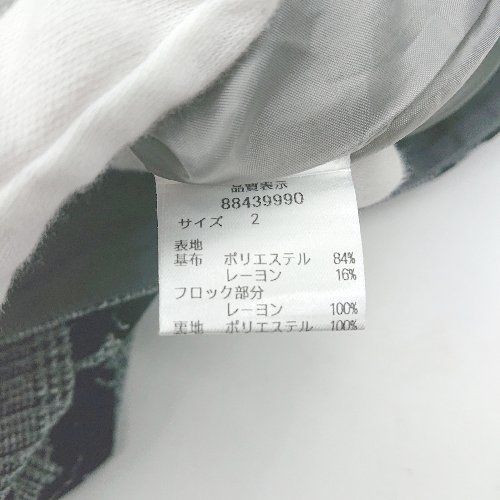 品質表示
88439990
サイズ 2
表地
基布 ポリエステル 84%
レーヨン 16%
フロック部分
レーヨン 100%
裏地 ポリエステル 100%